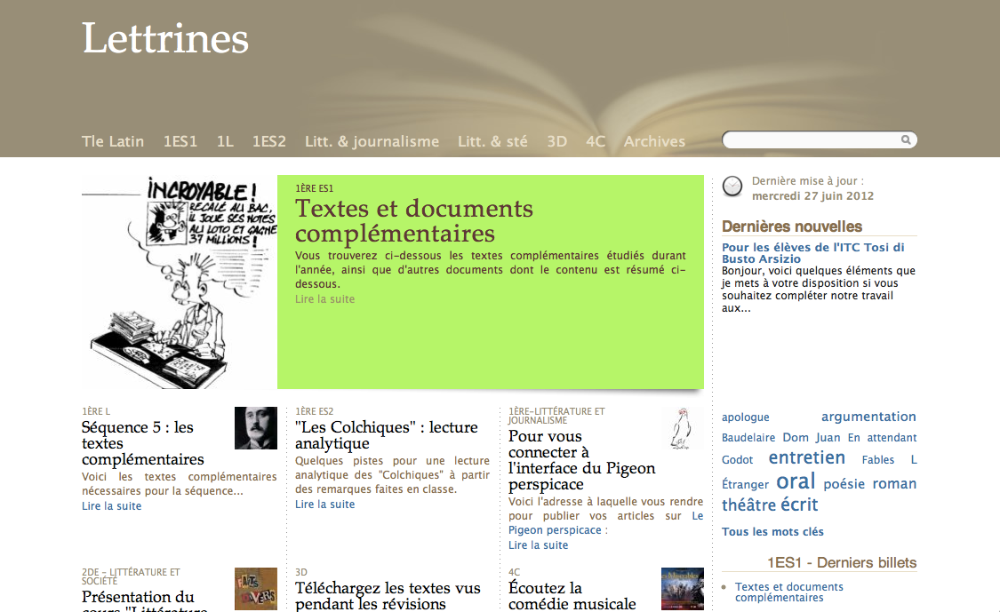 Lettrines
Tle Latin 1ES1 1L 1ES2 Litt. & journalisme Litt. & sté 3D 4C Archives
INCROYABLE !
RECALÉ AU BAC,
IL JOUE SES NOTES
AU LOTO ET GAGNE
37 MILLIONS !
1ÈRE ES1
Textes et documents
complémentaires
Vous trouverez ci-dessous les textes complémentaires étudiés durant
l'année, ainsi que d'autres documents dont le contenu est résumé ci-
dessous.
Lire la suite
Dernière mise à jour :
mercredi 27 juin 2012
Dernières nouvelles
Pour les élèves de l'ITC Tosi di
Busto Arsizio
Bonjour, voici quelques éléments que
je mets à votre disposition si vous
souhaitez compléter notre travail
aux...
1ÈRE L
Séquence 5 : les
textes
complémentaires
Voici les textes complémentaires
nécessaires pour la séquence...
Lire la suite
1ÈRE ES2
"Les Colchiques" : lecture
analytique
Quelques pistes pour une lecture
analytique des "Colchiques" à partir
des remarques faites en classe.
Lire la suite
1ÈRE-LITTÉRATURE ET
JOURNALISME
Pour vous
connecter à
l'interface du Pigeon
perspicace
Voici l'adresse à laquelle vous rendre
pour publier vos articles sur Le
Pigeon perspicace :
Lire la suite
apologue argumentation
Baudelaire Dom Juan En attendant
Godot entretien Fables L
Étranger oral poésie roman
théâtre écrit
Tous les mots clés
1ES1 - Derniers billets
Textes et documents
complémentaires
2DE - LITTÉRATURE ET
SOCIÉTÉ
Présentation du
cours "Littérature
FAITS
DIVERS
3D
Téléchargez les textes vus
pendant les révisions
4C
Écoutez la
comédie musicale